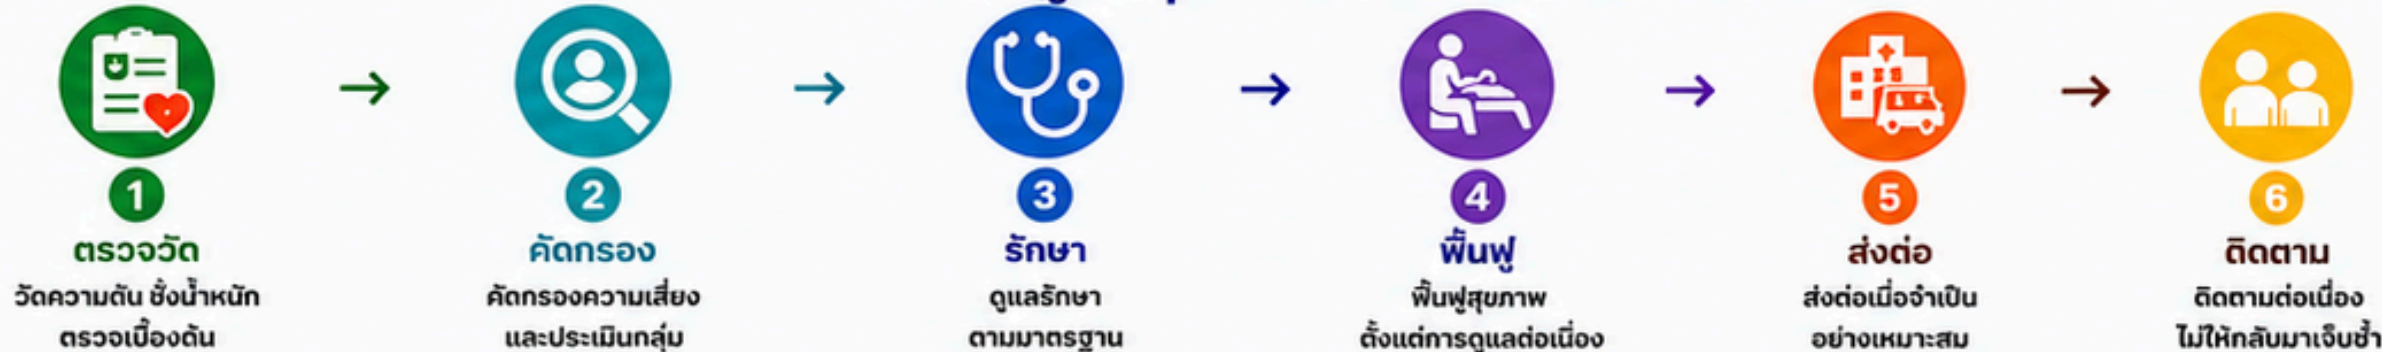 1
ตรวจวัด
วัดความดัน ชั่งน้ำหนัก
ตรวจเบื้องต้น
2
คัดกรอง
คัดกรองความเสี่ยง
และประเมินกลุ่ม
3
รักษา
ดูแลรักษา
ตามมาตรฐาน
4
ฟื้นฟู
ฟื้นฟูสุขภาพ
ตั้งแต่การดูแลต่อเนื่อง
5
ส่งต่อ
ส่งต่อเมื่อจำเป็น
อย่างเหมาะสม
6
ติดตาม
ติดตามต่อเนื่อง
ไม่ให้กลับมาเจ็บซ้ำ